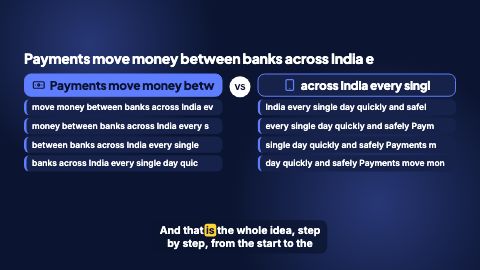 Payments move money between banks across India e
Payments move money betw
vs
across India every singl
move money between banks across India ev
money between banks across India every s
between banks across India every single
banks across India every single day quic
India every single day quickly and safel
every single day quickly and safely Paym
single day quickly and safely Payments m
day quickly and safely Payments move mon
And that is the whole idea, step
by step, from the start to the